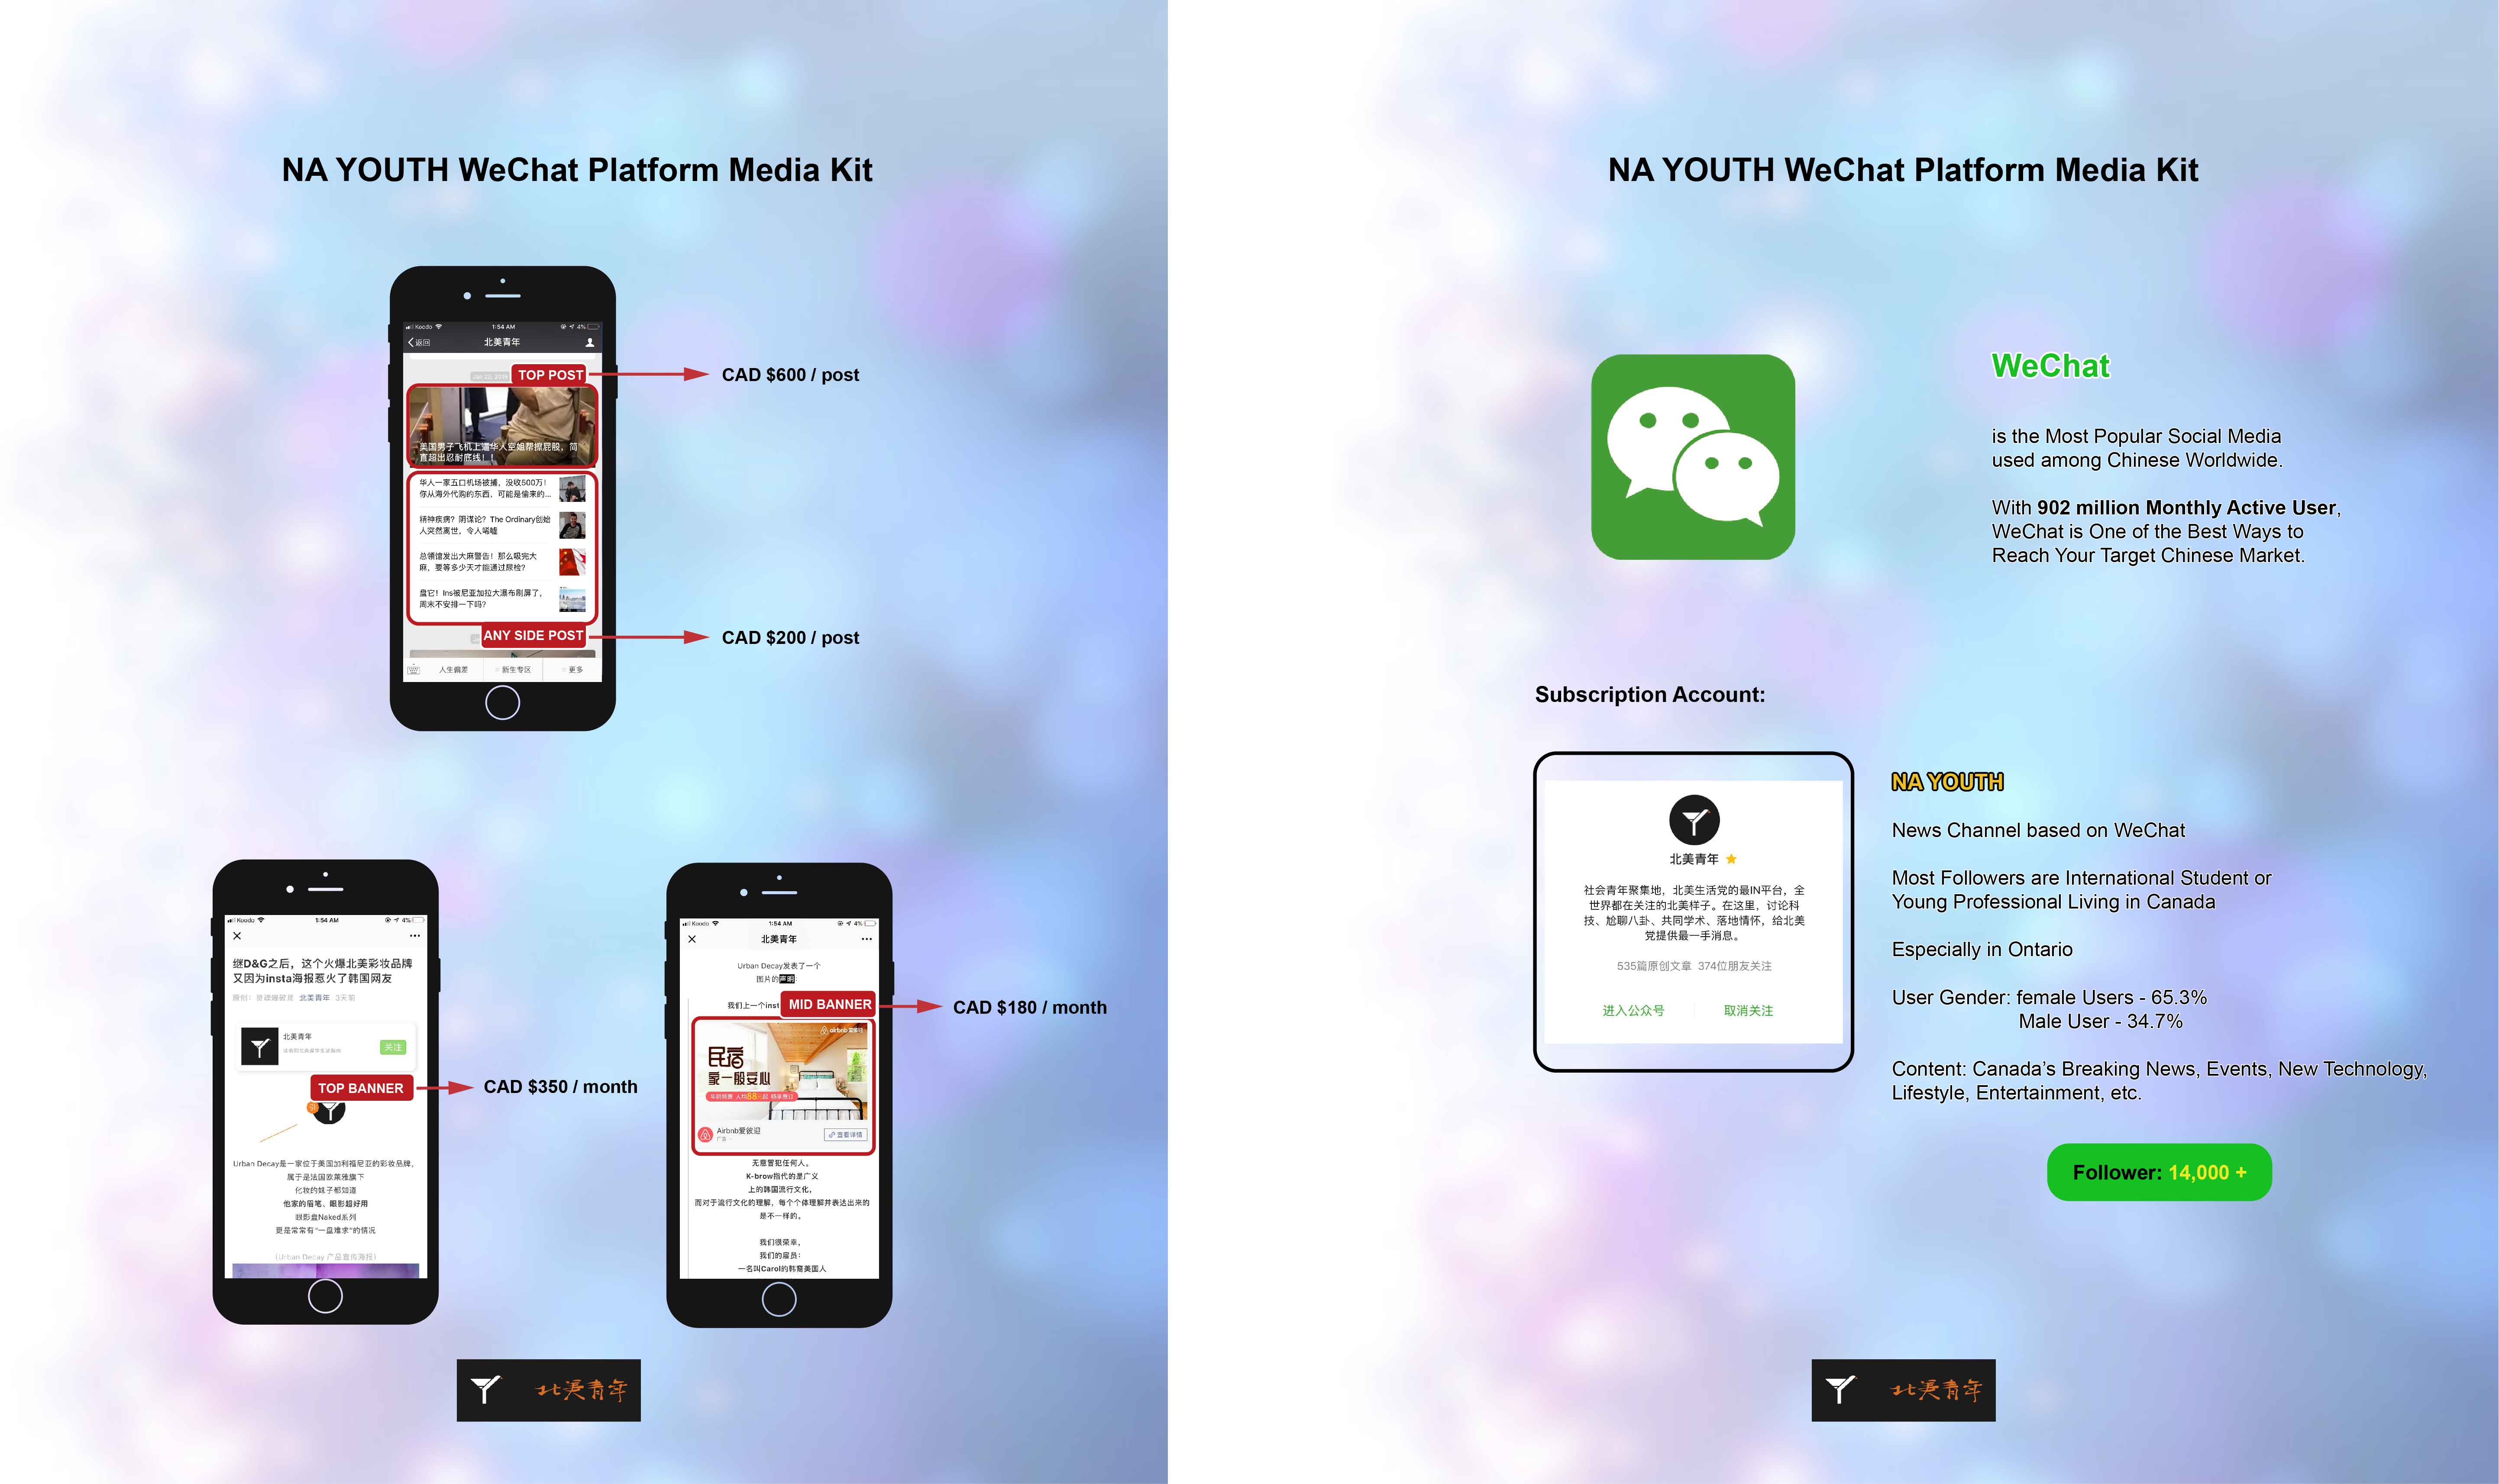 NA YOUTH WeChat Platform Media Kit
Koodo
1:54 AM
4%
返回
北美青年
TOP POST
CAD $600 / post
美国男子飞机上遭华人空姐帮擦屁股，简
直超出忍耐底线！！
华人一家五口机场被捕，没收500万！
你从海外代购的东西，可能是偷来的...
精神疾病？阴谋论？The Ordinary创始
人突然离世，令人唏嘘
总领馆发出大麻警告！那么吸完大
麻，要等多少天才能通过尿检？
盘它！Ins被尼亚加拉大瀑布刷屏了，
周末不安排一下吗？
ANY SIDE POST
CAD $200 / post
人生偏差
新生专区
更多
Koodo
1:54 AM
4%
继D&G之后，这个火爆北美彩妆品牌
又因为insta海报惹火了韩国网友
北美青年 3天前
北美青年
关注
TOP BANNER
CAD $350 / month
Urban Decay是一家位于美国加利福尼亚的彩妆品牌，
属于是法国欧莱雅旗下
化妆的妹子都知道
他家的眉笔、眼影超好用
眼影盘Naked系列
更是常常有“一盘难求”的情况
(Urban Decay 产品宣传海报)
Koodo
1:54 AM
4%
北美青年
Urban Decay发表了一个
图片的声明
我们上一个inst
MID BANNER
CAD $180 / month
airbnb 爱彼迎
民宿
家一般安心
Airbnb爱彼迎
广告
查看详情
无意冒犯任何人。
K-brow指代的是广义
上的韩国流行文化，
而对于流行文化的理解，每个个体理解并表达出来的
是不一样的。
我们很荣幸，
我们的雇员：
一名叫Carol的韩裔美国人
北美青年
NA YOUTH WeChat Platform Media Kit
WeChat
is the Most Popular Social Media
used among Chinese Worldwide.
With 902 million Monthly Active User,
WeChat is One of the Best Ways to
Reach Your Target Chinese Market.
Subscription Account:
北美青年
社会青年聚集地，北美生活党的最IN平台，全
世界都在关注的北美样子。在这里，讨论科
技、尬聊八卦、共同学术、落地情怀，给北美
党提供最一手消息。
535篇原创文章 374位朋友关注
进入公众号
取消关注
NA YOUTH
News Channel based on WeChat
Most Followers are International Student or
Young Professional Living in Canada
Especially in Ontario
User Gender: female Users - 65.3%
Male User - 34.7%
Content: Canada’s Breaking News, Events, New Technology,
Lifestyle, Entertainment, etc.
Follower: 14,000 +
北美青年